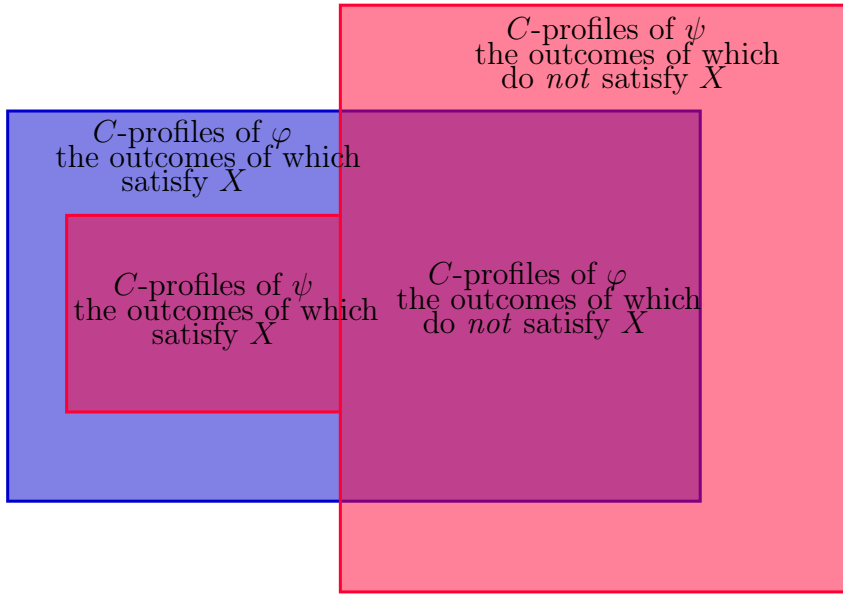 C-profiles of ψ
the outcomes of which
do not satisfy X
C-profiles of φ
the outcomes of which
satisfy X
C-profiles of ψ
the outcomes of which
satisfy X
C-profiles of φ
the outcomes of which
do not satisfy X